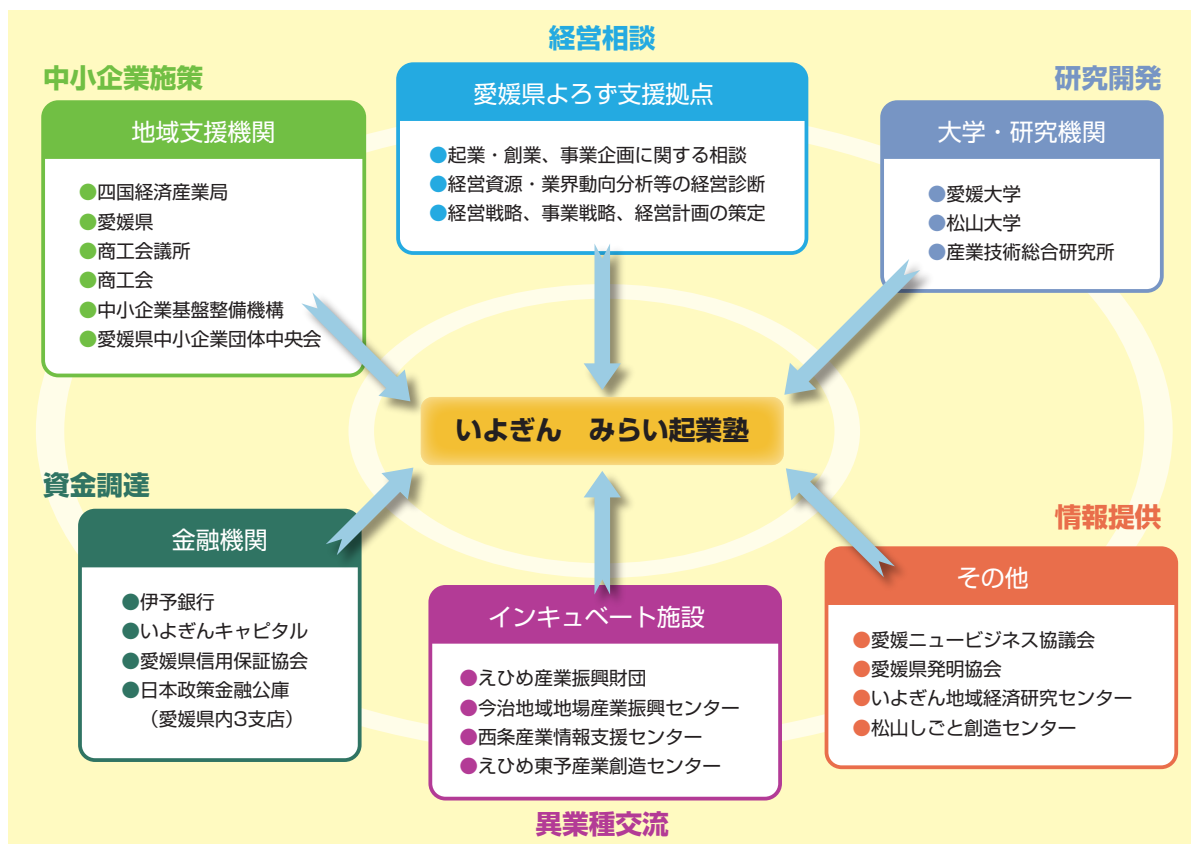 経営相談
愛媛県よろず支援拠点
●起業・創業、事業企画に関する相談
●経営資源・業界動向分析等の経営診断
●経営戦略、事業戦略、経営計画の策定
中小企業施策
地域支援機関
●四国経済産業局
●愛媛県
●商工会議所
●商工会
●中小企業基盤整備機構
●愛媛県中小企業団体中央会
研究開発
大学・研究機関
●愛媛大学
●松山大学
●産業技術総合研究所
いよぎん　みらい起業塾
資金調達
金融機関
●伊予銀行
●いよぎんキャピタル
●愛媛県信用保証協会
●日本政策金融公庫
（愛媛県内3支店）
インキュベート施設
●えひめ産業振興財団
●今治地域地場産業振興センター
●西条産業情報支援センター
●えひめ東予産業創造センター
異業種交流
情報提供
その他
●愛媛ニュービジネス協議会
●愛媛県発明協会
●いよぎん地域経済研究センター
●松山しごと創造センター